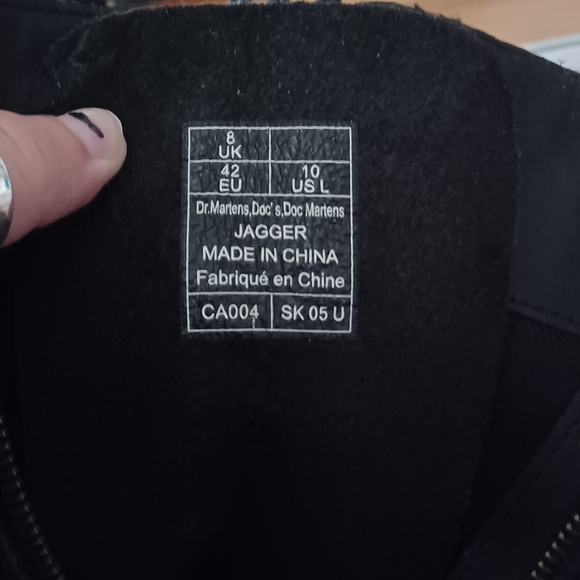 8
UK
42
EU
10
US L
Dr.Martens,Doc's,Doc Martens
JAGGER
MADE IN CHINA
Fabriqué en Chine
CA004
SK 05 U